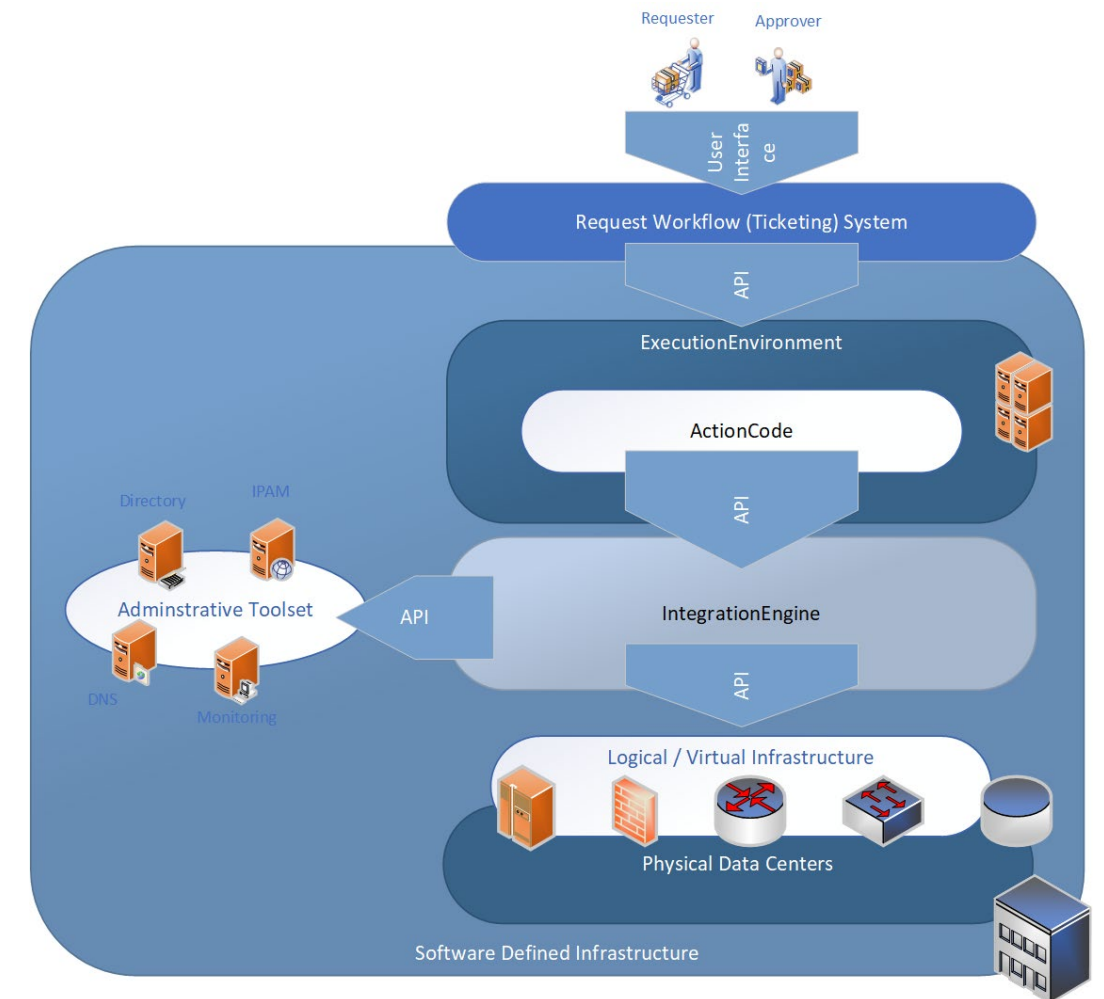 Requester
Approver
User
Interfa
ce
Request Workflow (Ticketing) System
API
ExecutionEnvironment
ActionCode
API
Directory
IPAM
Adminstrative Toolset
API
IntegrationEngine
DNS
Monitoring
API
Logical / Virtual Infrastructure
Physical Data Centers
Software Defined Infrastructure